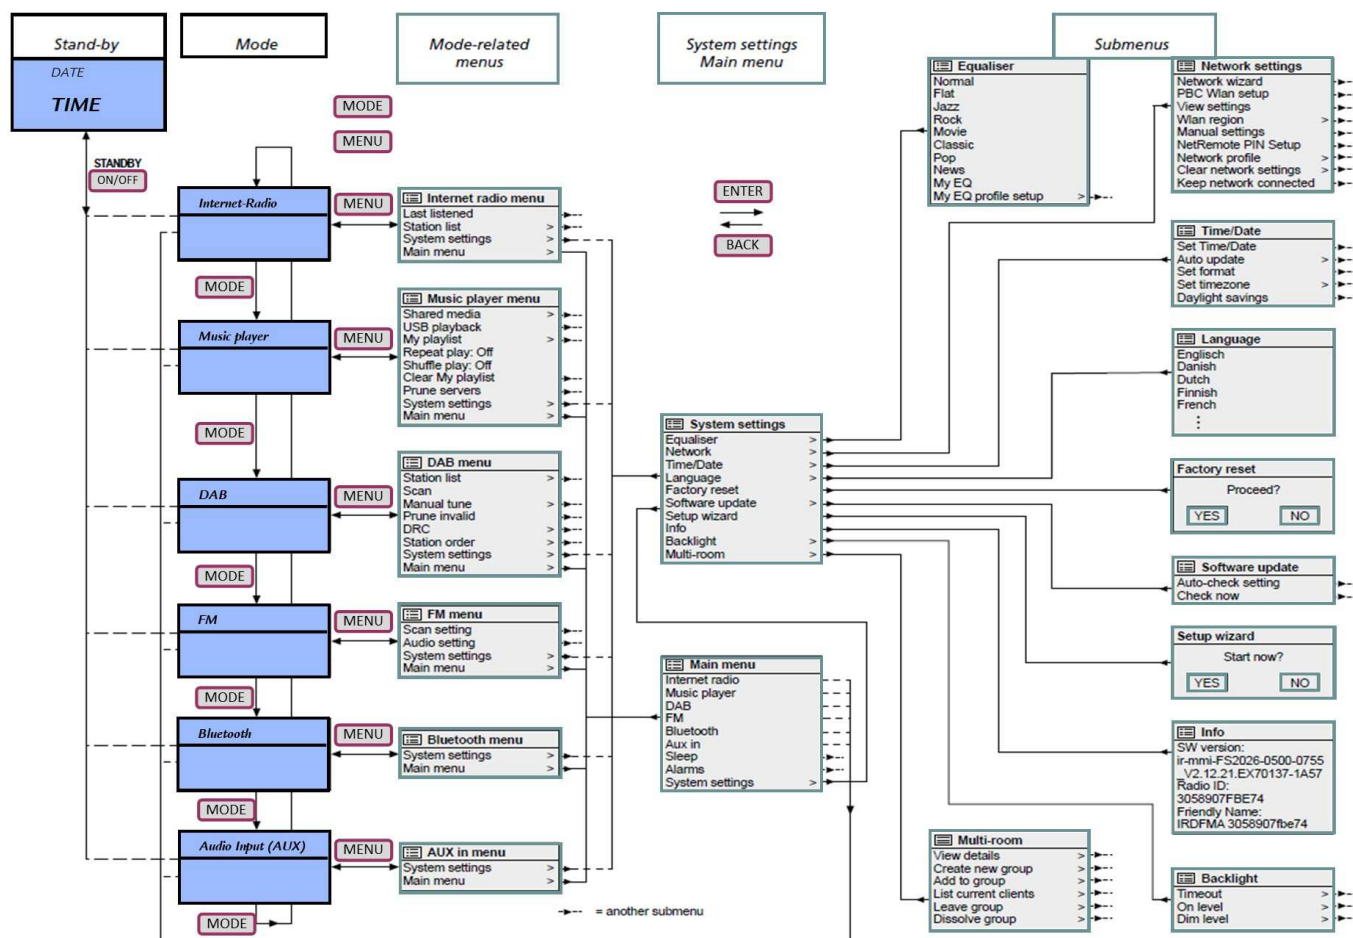 Stand-by
Mode
Mode-related
menus
System settings
Main menu
Submenus
DATE
TIME
STANDBY
ON/OFF
MODE
MENU
ENTER
BACK
Internet-Radio
MENU
MODE
Music player
MENU
MODE
DAB
MENU
MODE
FM
MENU
MODE
Bluetooth
MENU
MODE
Audio Input (AUX)
MENU
MODE
Internet radio menu
Last listened
Station list >
System settings >
Main menu >
Music player menu
Shared media >
USB playback
My playlist >
Repeat play: Off
Shuffle play: Off
Clear My playlist
Prune servers
System settings >
Main menu >
DAB menu
Station list >
Scan
Manual tune >
Prune invalid
DRC >
Station order >
System settings >
Main menu >
FM menu
Scan setting
Audio setting
System settings >
Main menu >
Bluetooth menu
System settings >
Main menu >
AUX in menu
System settings >
Main menu >
= another submenu
System settings
Equaliser >
Network >
Time/Date >
Language >
Factory reset
Software update >
Setup wizard
Info >
Backlight >
Multi-room >
Main menu
Internet radio
Music player
DAB
FM
Bluetooth
Aux in
Sleep
Alarms
System settings >
Equaliser
Normal
Flat
Jazz
Rock
Movie
Classic
Pop
News
My EQ
My EQ profile setup >
Multi-room
View details >
Create new group >
Add to group >
List current clients >
Leave group >
Dissolve group >
Network settings
Network wizard
PBC Wlan setup
View settings
Wlan region >
Manual settings
NetRemote PIN Setup
Network profile >
Clear network settings >
Keep network connected
Time/Date
Set Time/Date
Auto update >
Set format
Set timezone >
Daylight savings
Language
Englisch
Danish
Dutch
Finnish
French
⋮
Factory reset
Proceed?
YES NO
Software update
Auto-check setting
Check now
Setup wizard
Start now?
YES NO
Info
SW version:
ir-mmi-FS2026-0500-0755
_V2.12.21.EX70137-1A57
Radio ID:
3058907FBE74
Friendly Name:
IRDFMA 3058907fbe74
Backlight
Timeout >
On level >
Dim level >